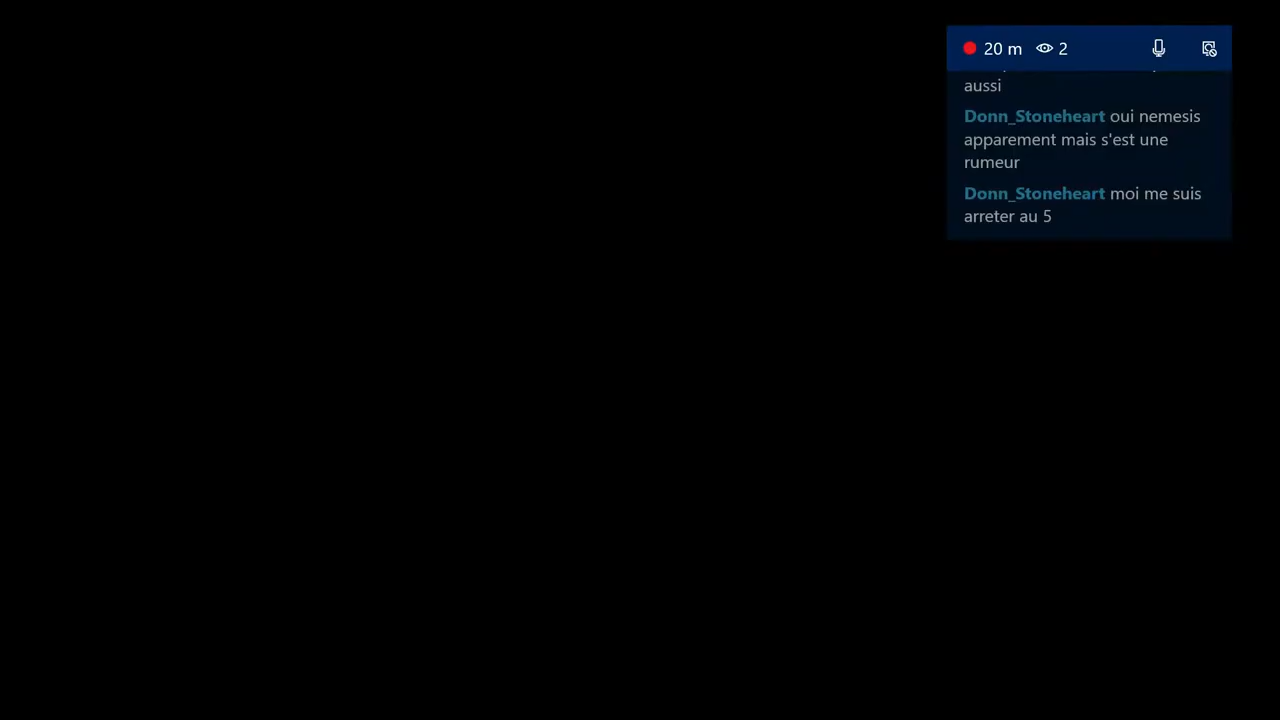 20 m 2
aussi
Donn_Stoneheart oui nemesis
apparement mais s'est une
rumeur
Donn_Stoneheart moi me suis
arreter au 5